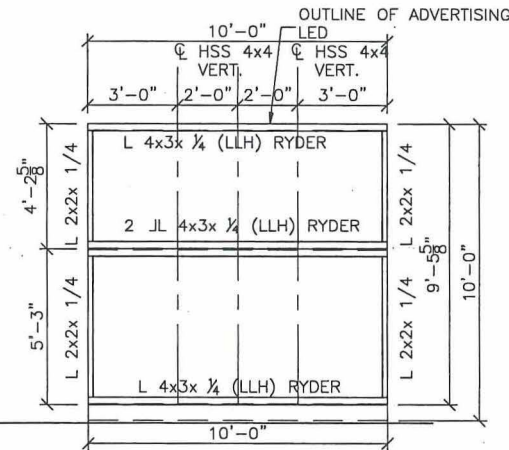 OUTLINE OF ADVERTISING
LED
10'-0"
℄ HSS 4x4
VERT.
℄ HSS 4x4
VERT.
3'-0"
2'-0"
2'-0"
3'-0"
L 4x3x ¼ (LLH) RYDER
4'-2⅝"
L 2x2x 1/4
L 2x2x 1/4
2 ⅃L 4x3x ¼ (LLH) RYDER
9'-5⅝"
10'-0"
5'-3"
L 2x2x 1/4
L 2x2x 1/4
L 4x3x ¼ (LLH) RYDER
10'-0"